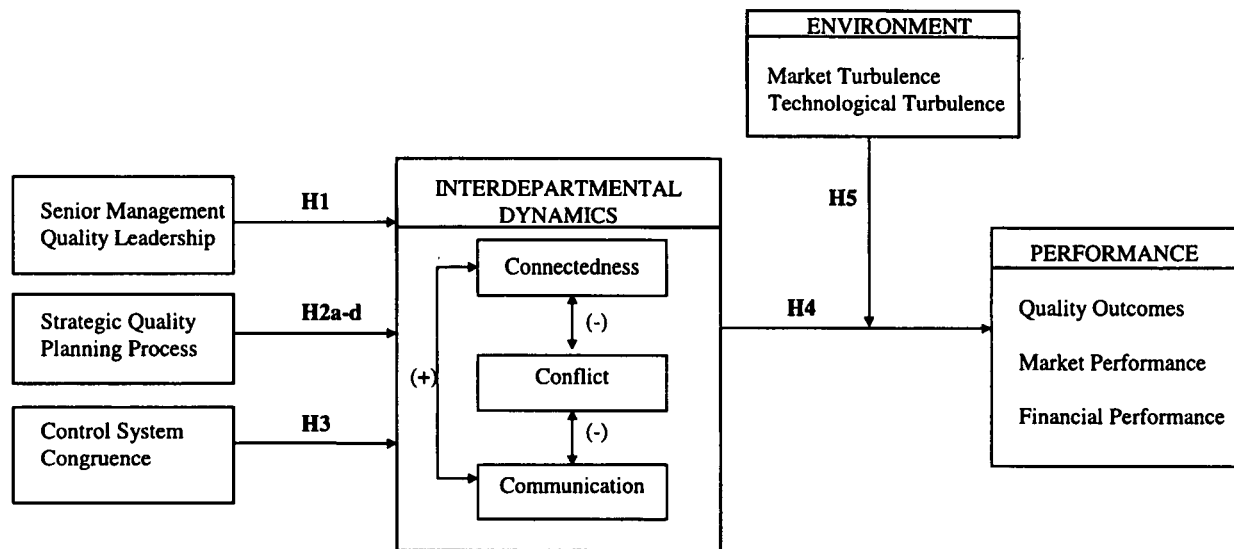 ENVIRONMENT
Market Turbulence
Technological Turbulence
Senior Management
Quality Leadership
H1
Strategic Quality
Planning Process
H2a-d
Control System
Congruence
H3
INTERDEPARTMENTAL
DYNAMICS
Connectedness
(-)
(+)
Conflict
(-)
Communication
H4
H5
PERFORMANCE
Quality Outcomes
Market Performance
Financial Performance